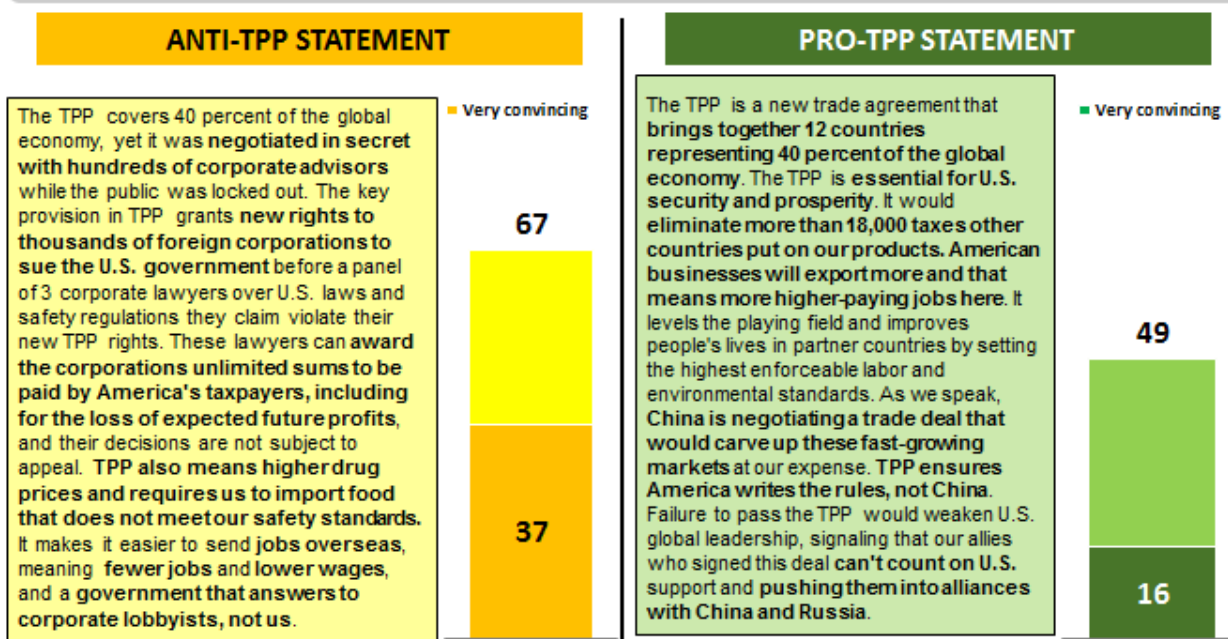 ANTI-TPP STATEMENT
The TPP covers 40 percent of the global
economy, yet it was negotiated in secret
with hundreds of corporate advisors
while the public was locked out. The key
provision in TPP grants new rights to
thousands of foreign corporations to
sue the U.S. government before a panel
of 3 corporate lawyers over U.S. laws and
safety regulations they claim violate their
new TPP rights. These lawyers can award
the corporations unlimited sums to be
paid by America's taxpayers, including
for the loss of expected future profits,
and their decisions are not subject to
appeal. TPP also means higher drug
prices and requires us to import food
that does not meet our safety standards.
It makes it easier to send jobs overseas,
meaning fewer jobs and lower wages,
and a government that answers to
corporate lobbyists, not us.
Very convincing
67
37
PRO-TPP STATEMENT
The TPP is a new trade agreement that
brings together 12 countries
representing 40 percent of the global
economy. The TPP is essential for U.S.
security and prosperity. It would
eliminate more than 18,000 taxes other
countries put on our products. American
businesses will export more and that
means more higher-paying jobs here. It
levels the playing field and improves
people's lives in partner countries by setting
the highest enforceable labor and
environmental standards. As we speak,
China is negotiating a trade deal that
would carve up these fast-growing
markets at our expense. TPP ensures
America writes the rules, not China.
Failure to pass the TPP would weaken U.S.
global leadership, signaling that our allies
who signed this deal can't count on U.S.
support and pushing them into alliances
with China and Russia.
Very convincing
49
16